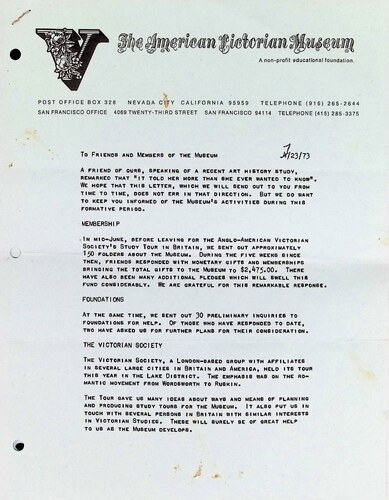 V The American Victorian Museum
A non-profit educational foundation.
POST OFFICE BOX 328 NEVADA CITY CALIFORNIA 95959 TELEPHONE (916) 265-2644
SAN FRANCISCO OFFICE 4069 TWENTY-THIRD STREET SAN FRANCISCO 94114 TELEPHONE (415) 285-3375
To Friends and Members of the Museum 7/23/73
A friend of ours, speaking of a recent art history study,
remarked that "it told her more than she ever wanted to know".
We hope that this letter, which we will send out to you from
time to time, does not err in that direction. But we do want
to keep you informed of the Museum's activities during this
formative period.
MEMBERSHIP
In mid-June, before leaving for the Anglo-American Victorian
Society's Study Tour in Britain, we sent out approximately
150 folders about the Museum. During the five weeks since
then, friends responded with monetary gifts and memberships
bringing the total gifts to the Museum to $2,475.00. There
have also been many additional pledges which will swell this
fund considerably. We are grateful for this remarkable response.
FOUNDATIONS
At the same time, we sent out 30 preliminary inquiries to
foundations for help. Of those who have responded to date,
two have asked us for further plans for their consideration.
THE VICTORIAN SOCIETY
The Victorian Society, a London-based group with affiliates
in several large cities in Britain and America, held its tour
this year in the Lake District. The emphasis was on the ro-
mantic movement from Wordsworth to Ruskin.
The Tour gave us many ideas about ways and means of planning
and producing study tours for the Museum. It also put us in
touch with several persons in Britain with similar interests
in Victorian Studies. These will surely be of great help
to us as the Museum develops.